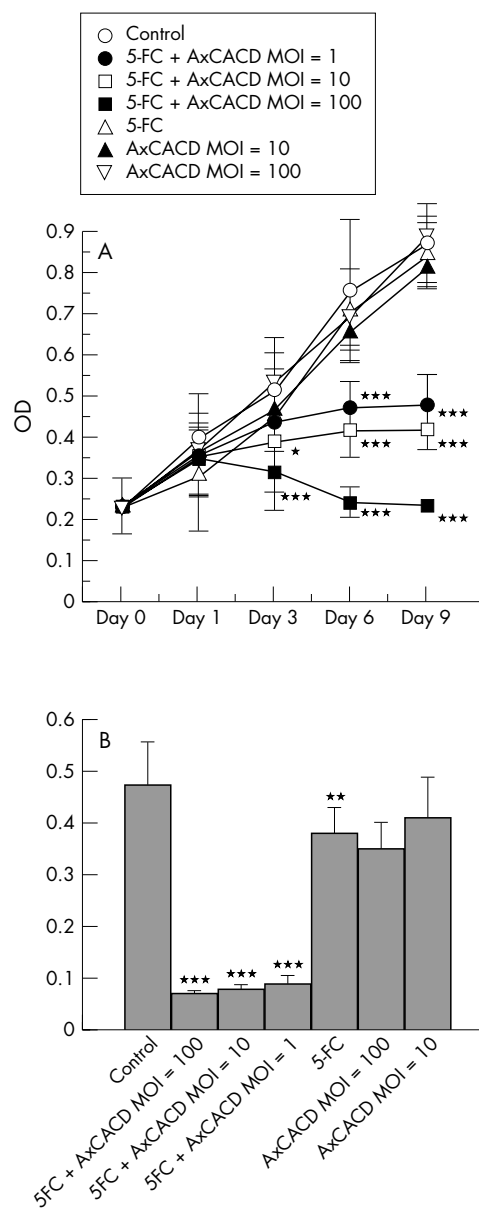 Control
5-FC + AxCACD MOI = 1
5-FC + AxCACD MOI = 10
5-FC + AxCACD MOI = 100
5-FC
AxCACD MOI = 10
AxCACD MOI = 100
A
0.9
0.8
0.7
0.6
0.5
0.4
0.3
0.2
0.1
0
OD
★★★
★★★
★★★
★★★
★
★★★
★★★
★★★
Day 0 Day 1 Day 3 Day 6 Day 9
B
0.6
0.5
0.4
0.3
0.2
0.1
0
★★★
★★★
★★★
★★
Control
5FC + AxCACD MOI = 100
5FC + AxCACD MOI = 10
5FC + AxCACD MOI = 1
5-FC
AxCACD MOI = 100
AxCACD MOI = 10